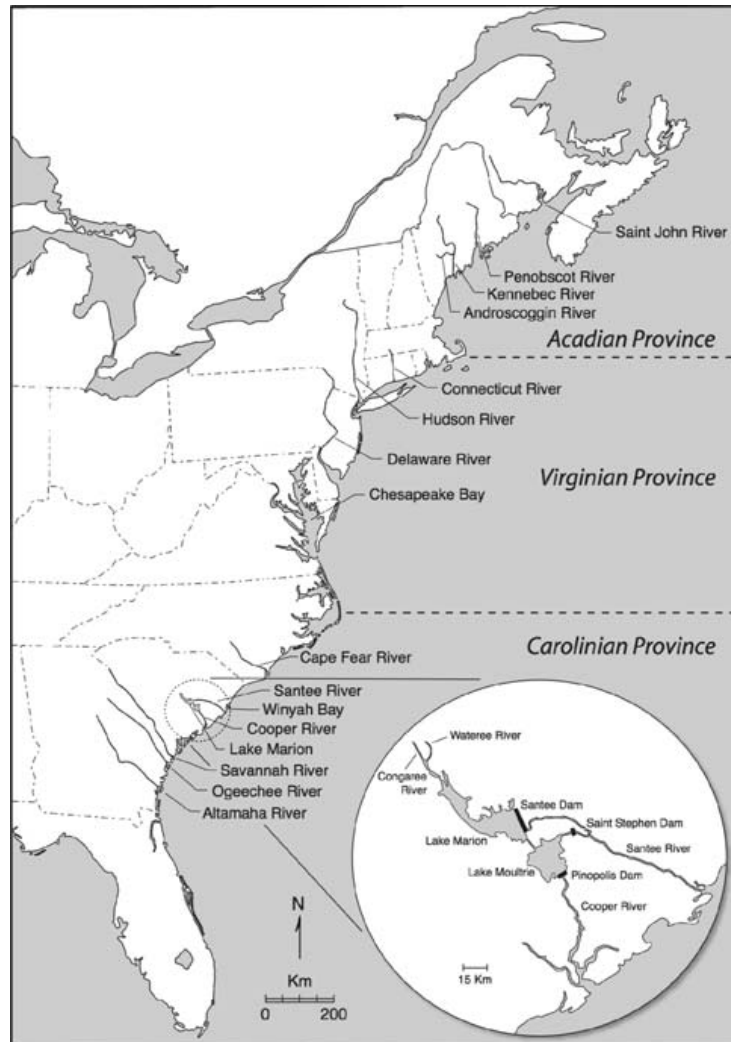 Saint John River
Penobscot River
Kennebec River
Androscoggin River
Acadian Province
Connecticut River
Hudson River
Delaware River
Virginian Province
Chesapeake Bay
Carolinian Province
Cape Fear River
Santee River
Winyah Bay
Cooper River
Lake Marion
Savannah River
Ogeechee River
Altamaha River
N
Km
0 200
Wateree River
Congaree
River
Santee Dam
Saint Stephen Dam
Lake Marion
Santee River
Lake Moultrie
Pinopolis Dam
Cooper River
15 Km